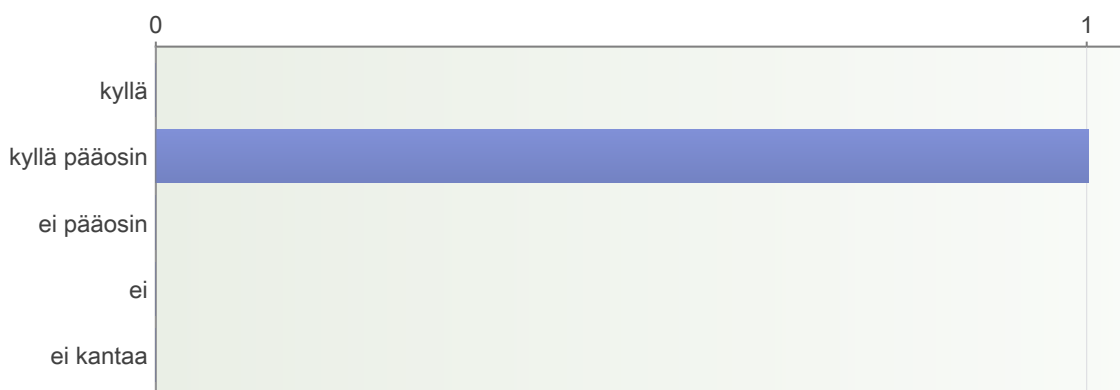 0 1
kyllä
kyllä pääosin
ei pääosin
ei
ei kantaa